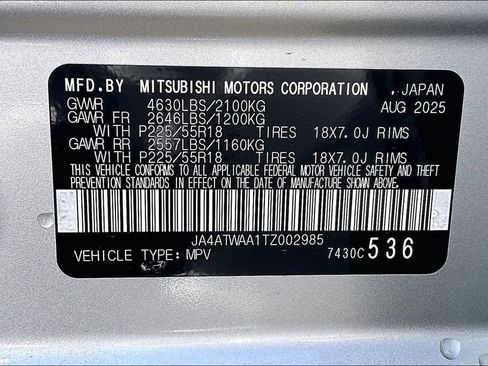 MFD.BY MITSUBISHI MOTORS CORPORATION , JAPAN
GVWR 4630LBS/2100KG AUG 2025
GAWR FR 2646LBS/1200KG
WITH P225/55R18 TIRES 18X7.0J RIMS
GAWR RR 2557LBS/1160KG
WITH P225/55R18 TIRES 18X7.0J RIMS
THIS VEHICLE CONFORMS TO ALL APPLICABLE FEDERAL MOTOR VEHICLE SAFETY AND THEFT
PREVENTION STANDARDS IN EFFECT ON THE DATE OF MANUFACTURE SHOWN ABOVE.
JA4ATWAA1TZ002985
VEHICLE TYPE: MPV 7430C 536